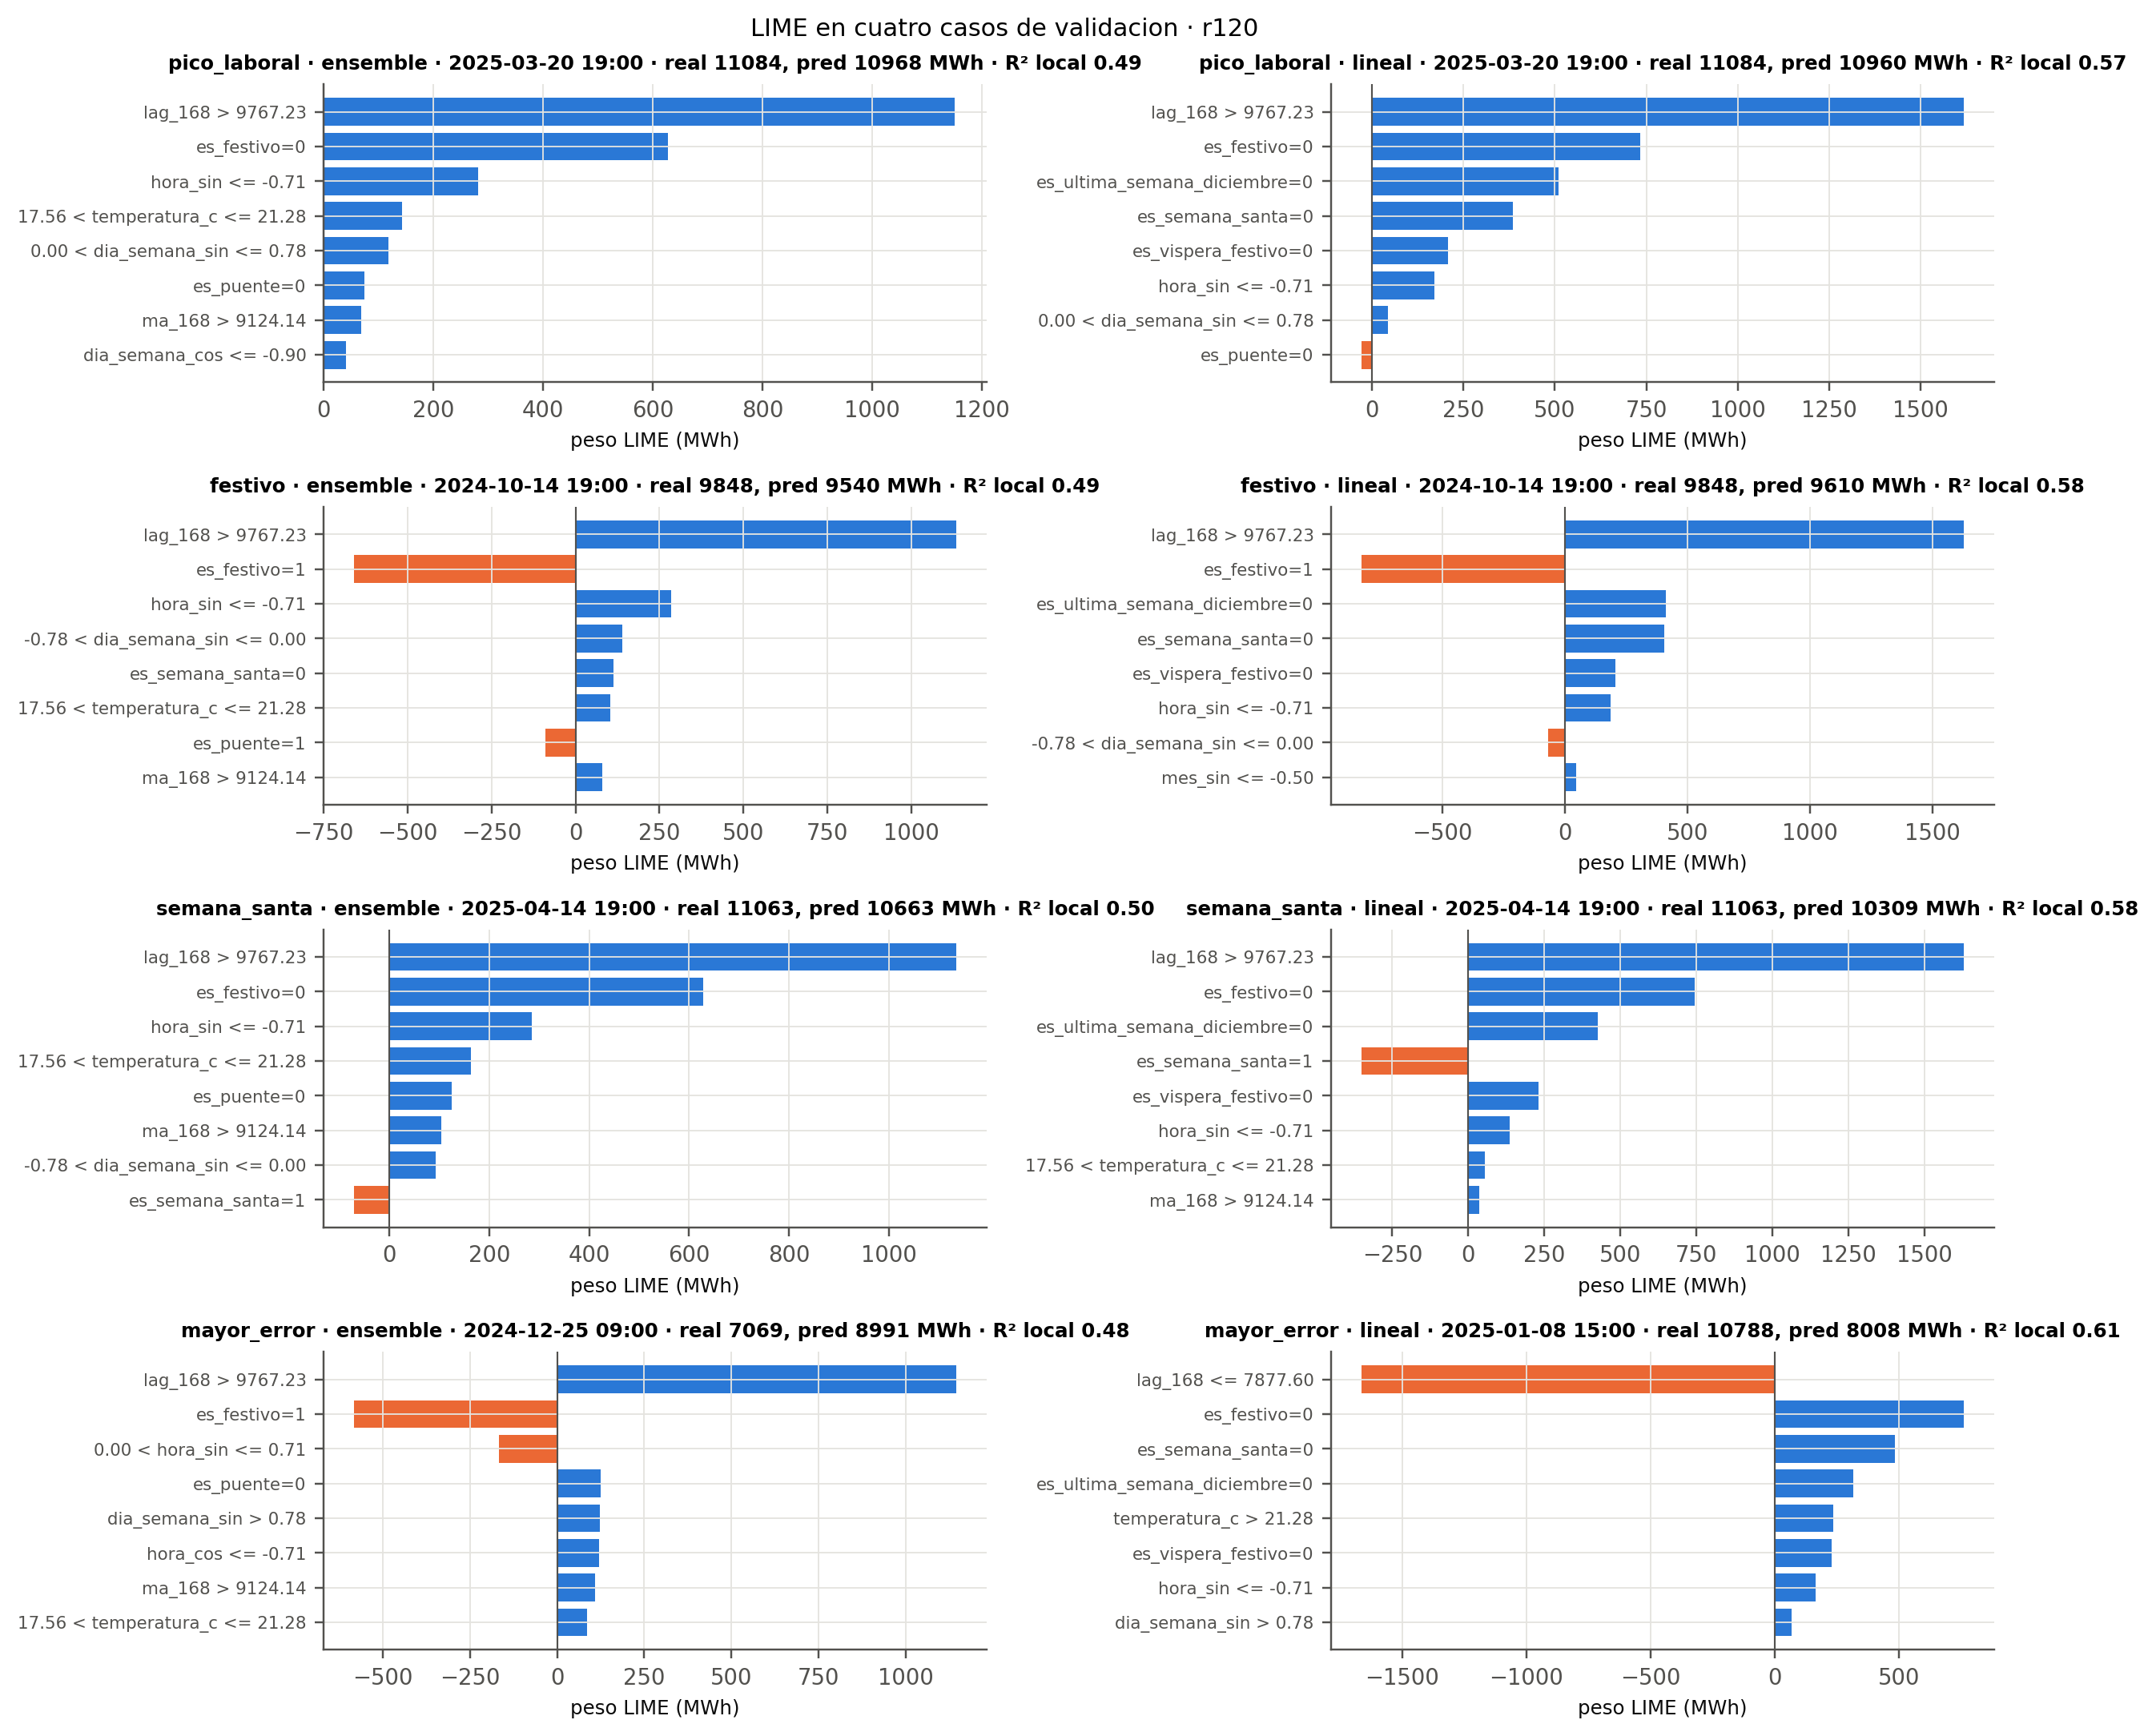 LIME en cuatro casos de validacion · r120
pico_laboral · ensemble · 2025-03-20 19:00 · real 11084, pred 10968 MWh · R² local 0.49
lag_168 > 9767.23
es_festivo=0
hora_sin <= -0.71
17.56 < temperatura_c <= 21.28
0.00 < dia_semana_sin <= 0.78
es_puente=0
ma_168 > 9124.14
dia_semana_cos <= -0.90
0 200 400 600 800 1000 1200
peso LIME (MWh)
pico_laboral · lineal · 2025-03-20 19:00 · real 11084, pred 10960 MWh · R² local 0.57
lag_168 > 9767.23
es_festivo=0
es_ultima_semana_diciembre=0
es_semana_santa=0
es_vispera_festivo=0
hora_sin <= -0.71
0.00 < dia_semana_sin <= 0.78
es_puente=0
0 250 500 750 1000 1250 1500
peso LIME (MWh)
festivo · ensemble · 2024-10-14 19:00 · real 9848, pred 9540 MWh · R² local 0.49
lag_168 > 9767.23
es_festivo=1
hora_sin <= -0.71
-0.78 < dia_semana_sin <= 0.00
es_semana_santa=0
17.56 < temperatura_c <= 21.28
es_puente=1
ma_168 > 9124.14
−750 −500 −250 0 250 500 750 1000
peso LIME (MWh)
festivo · lineal · 2024-10-14 19:00 · real 9848, pred 9610 MWh · R² local 0.58
lag_168 > 9767.23
es_festivo=1
es_ultima_semana_diciembre=0
es_semana_santa=0
es_vispera_festivo=0
hora_sin <= -0.71
-0.78 < dia_semana_sin <= 0.00
mes_sin <= -0.50
−500 0 500 1000 1500
peso LIME (MWh)
semana_santa · ensemble · 2025-04-14 19:00 · real 11063, pred 10663 MWh · R² local 0.50
lag_168 > 9767.23
es_festivo=0
hora_sin <= -0.71
17.56 < temperatura_c <= 21.28
es_puente=0
ma_168 > 9124.14
-0.78 < dia_semana_sin <= 0.00
es_semana_santa=1
0 200 400 600 800 1000
peso LIME (MWh)
semana_santa · lineal · 2025-04-14 19:00 · real 11063, pred 10309 MWh · R² local 0.58
lag_168 > 9767.23
es_festivo=0
es_ultima_semana_diciembre=0
es_semana_santa=1
es_vispera_festivo=0
hora_sin <= -0.71
17.56 < temperatura_c <= 21.28
ma_168 > 9124.14
−250 0 250 500 750 1000 1250 1500
peso LIME (MWh)
mayor_error · ensemble · 2024-12-25 09:00 · real 7069, pred 8991 MWh · R² local 0.48
lag_168 > 9767.23
es_festivo=1
0.00 < hora_sin <= 0.71
es_puente=0
dia_semana_sin > 0.78
hora_cos <= -0.71
ma_168 > 9124.14
17.56 < temperatura_c <= 21.28
−500 −250 0 250 500 750 1000
peso LIME (MWh)
mayor_error · lineal · 2025-01-08 15:00 · real 10788, pred 8008 MWh · R² local 0.61
lag_168 <= 7877.60
es_festivo=0
es_semana_santa=0
es_ultima_semana_diciembre=0
temperatura_c > 21.28
es_vispera_festivo=0
hora_sin <= -0.71
dia_semana_sin > 0.78
−1500 −1000 −500 0 500
peso LIME (MWh)